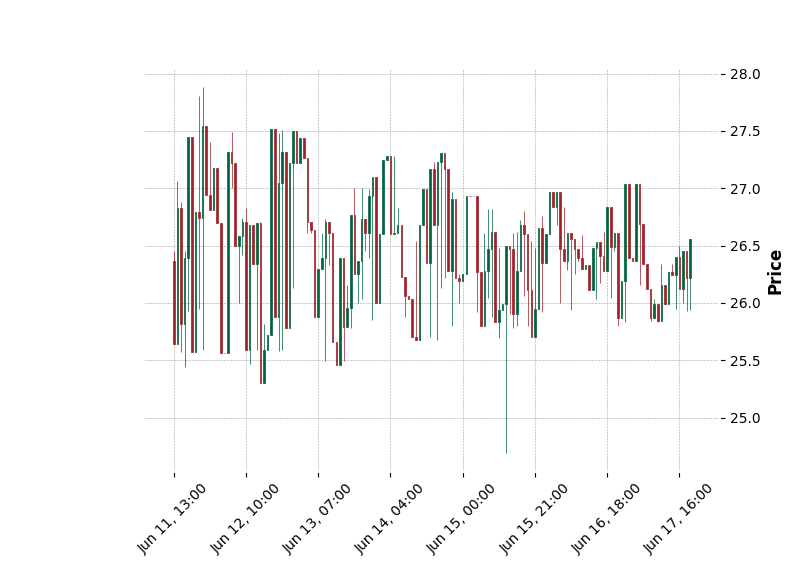 28.0
27.5
27.0
26.5
26.0
25.5
25.0
Price
Jun 11, 13:00
Jun 12, 10:00
Jun 13, 07:00
Jun 14, 04:00
Jun 15, 00:00
Jun 15, 21:00
Jun 16, 18:00
Jun 17, 16:00